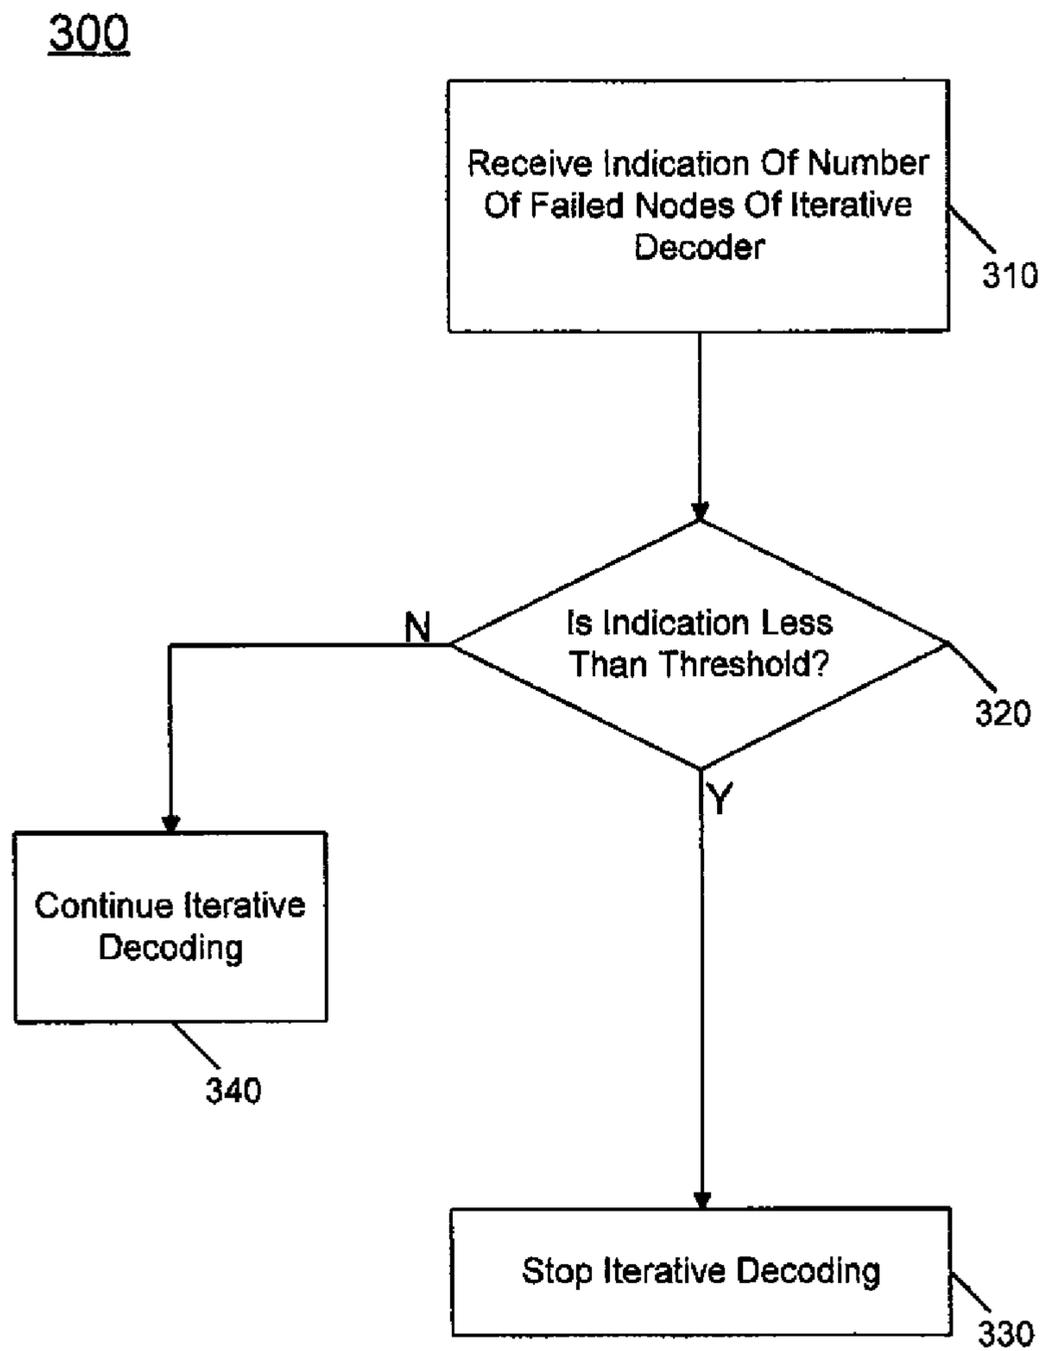 300
Receive Indication Of Number
Of Failed Nodes Of Iterative
Decoder
310
N
Is Indication Less
Than Threshold?
320
Y
Continue Iterative
Decoding
340
Stop Iterative Decoding
330